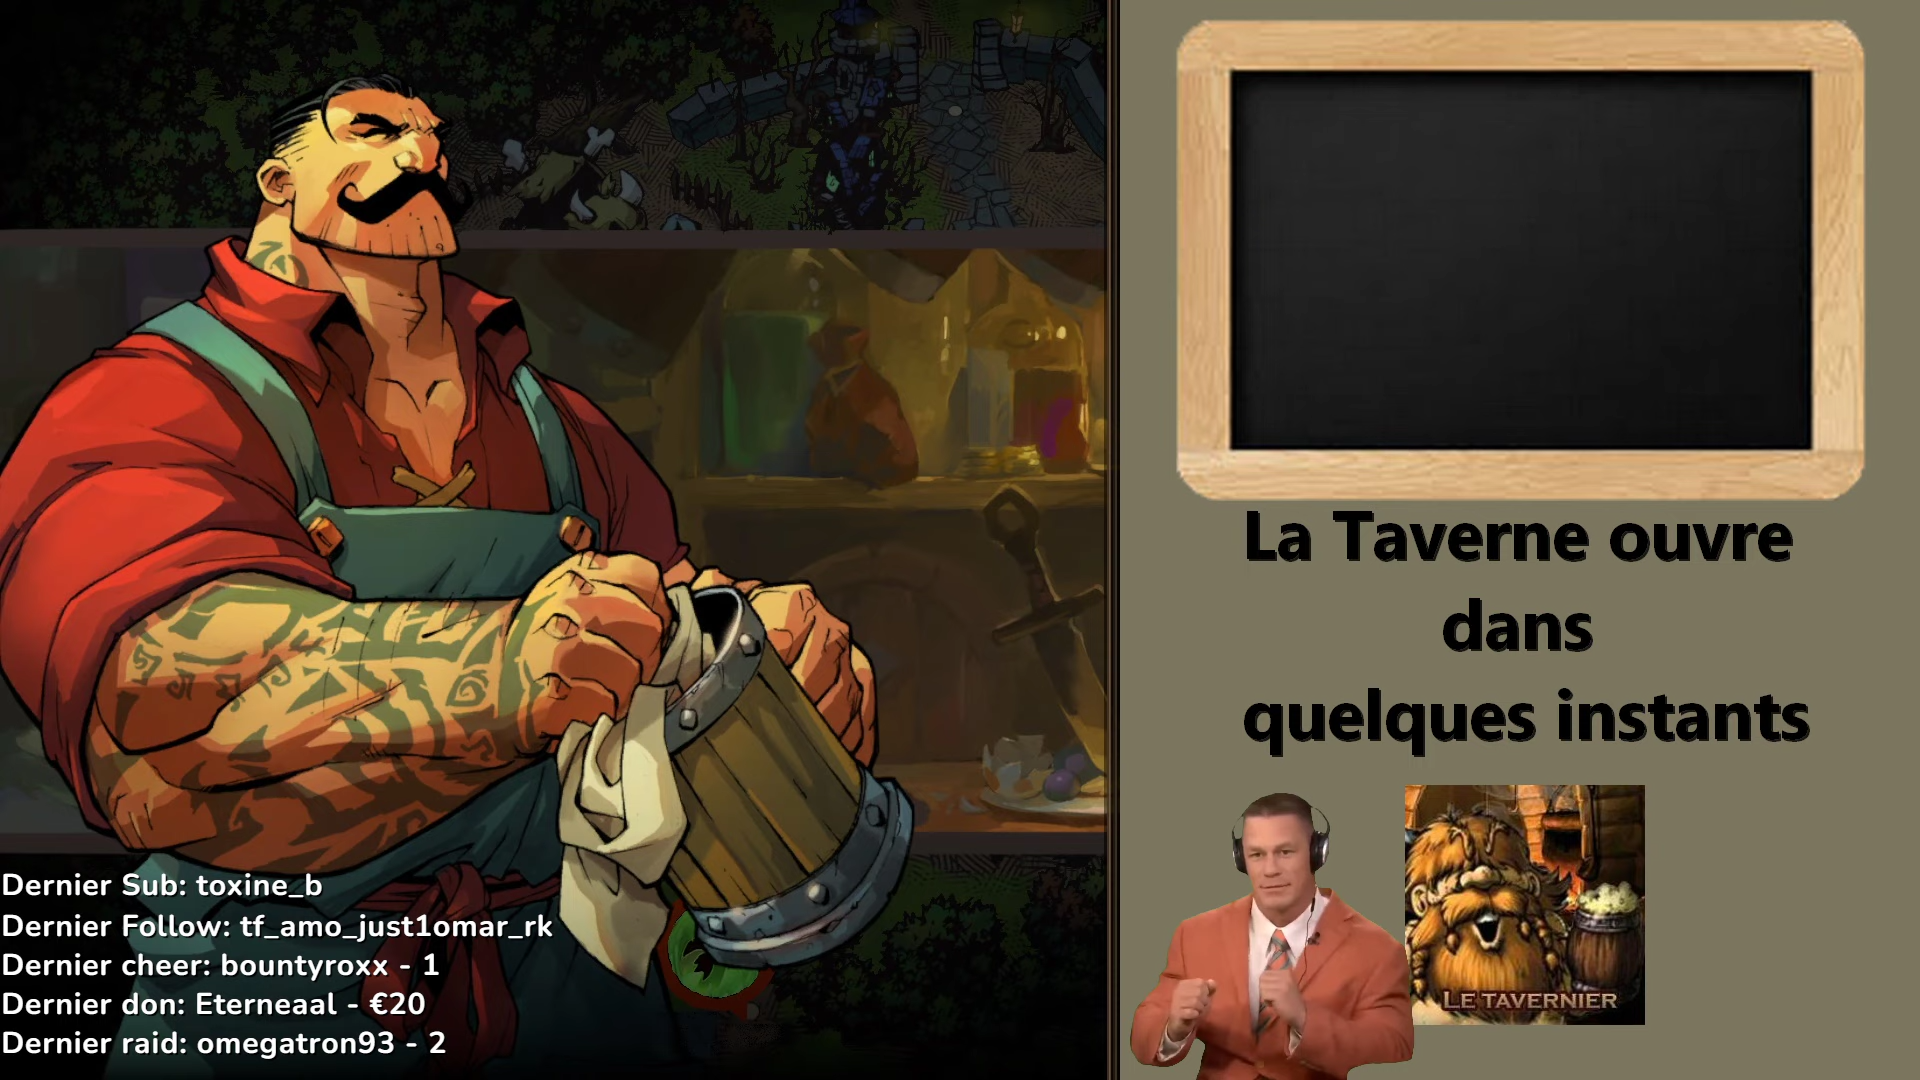 La Taverne ouvre
dans
quelques instants
LE TAVERNIER
Dernier Sub: toxine_b
Dernier Follow: tf_amo_just1omar_rk
Dernier cheer: bountyroxx - 1
Dernier don: Eterneaal - €20
Dernier raid: omegatron93 - 2